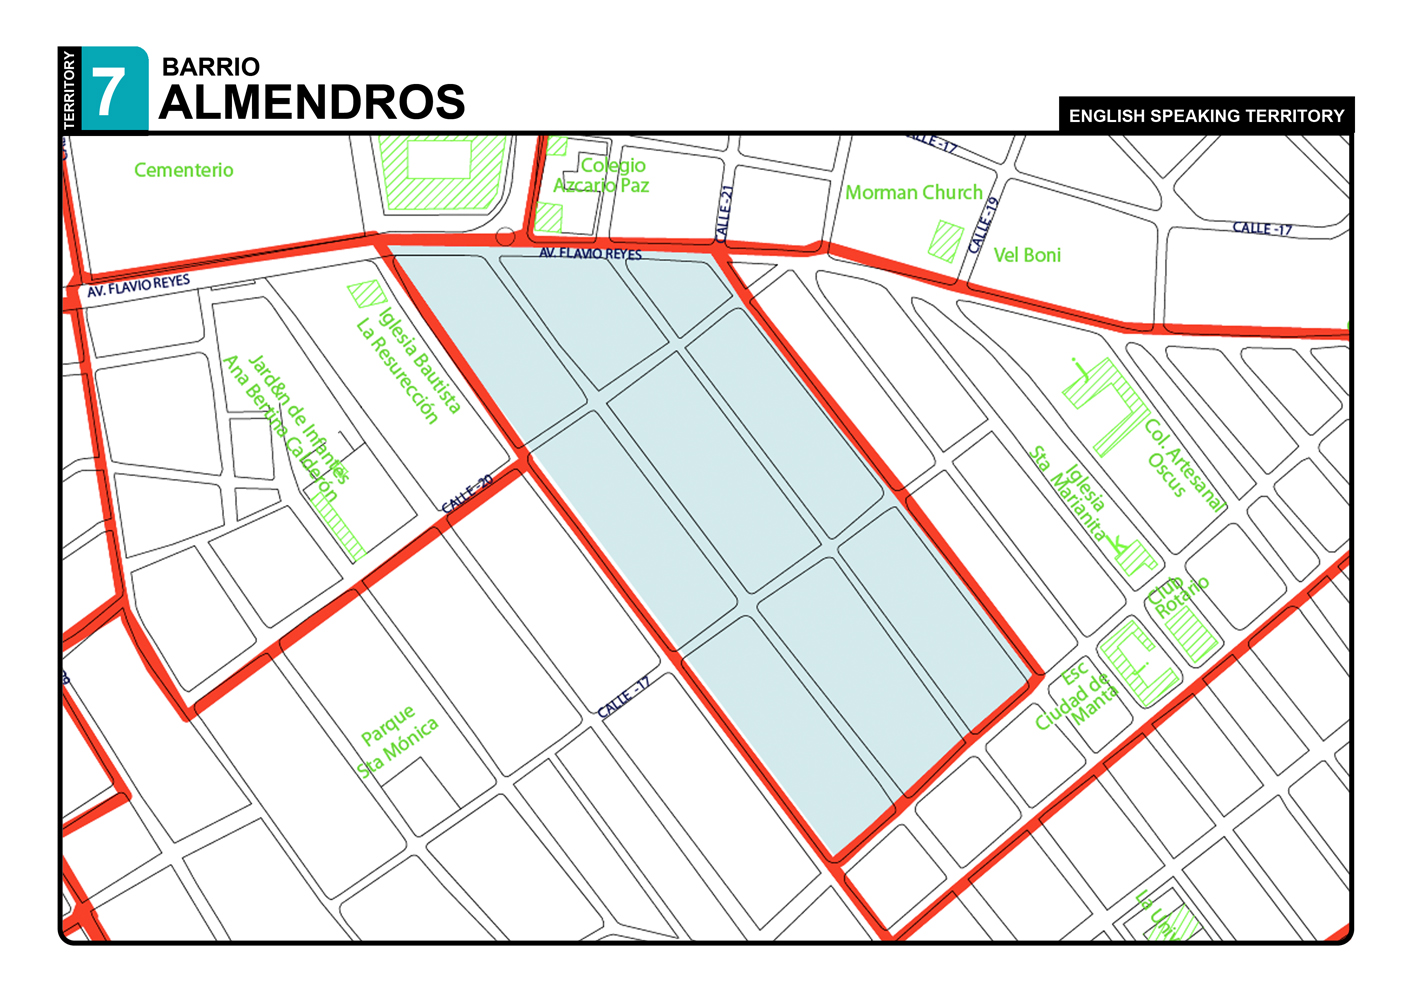 TERRITORY
7
BARRIO
ALMENDROS
ENGLISH SPEAKING TERRITORY
Cementerio
Colegio
Azcario Paz
CALLE -17
Morman Church
CALLE -21
CALLE -19
CALLE -17
Vel Boni
AV. FLAVIO REYES
AV. FLAVIO REYES
Iglesia Bautista
La Resurección
Jard&n de Infantes
Ana Bertina Calderón
CALLE -20
Col. Artesanal
Oscus
Iglesia
Sta. Marianita
Club
Rotario
Esc
Ciudad de
Manta
CALLE -17
Parque
Sta Mónica
La Univ